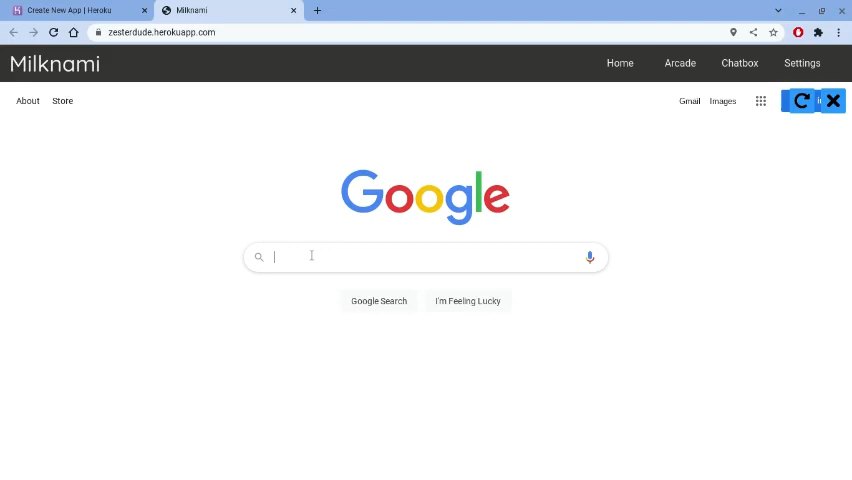 Create New App | Heroku
Milknami
zesterdude.herokuapp.com
Milknami
Home Arcade Chatbox Settings
About Store Gmail Images
Google
Google Search I'm Feeling Lucky